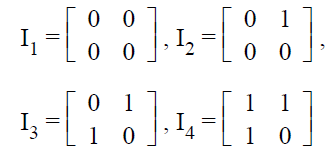 I₁ = [ 0 0 ; 0 0 ], I₂ = [ 0 1 ; 0 0 ],
I₃ = [ 0 1 ; 1 0 ], I₄ = [ 1 1 ; 1 0 ]